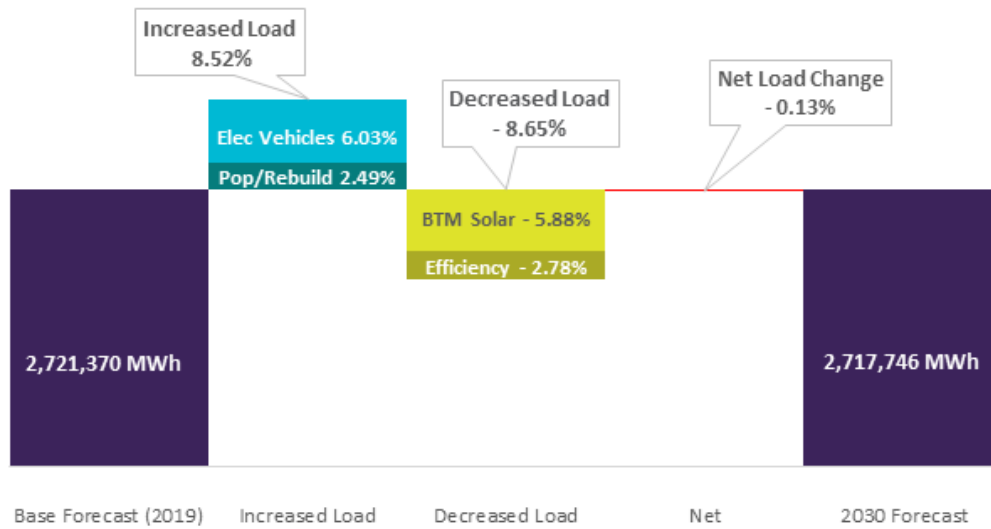 Increased Load
8.52%
Decreased Load
- 8.65%
Net Load Change
- 0.13%
Elec Vehicles 6.03%
Pop/Rebuild 2.49%
BTM Solar - 5.88%
Efficiency - 2.78%
2,721,370 MWh
2,717,746 MWh
Base Forecast (2019)
Increased Load
Decreased Load
Net
2030 Forecast